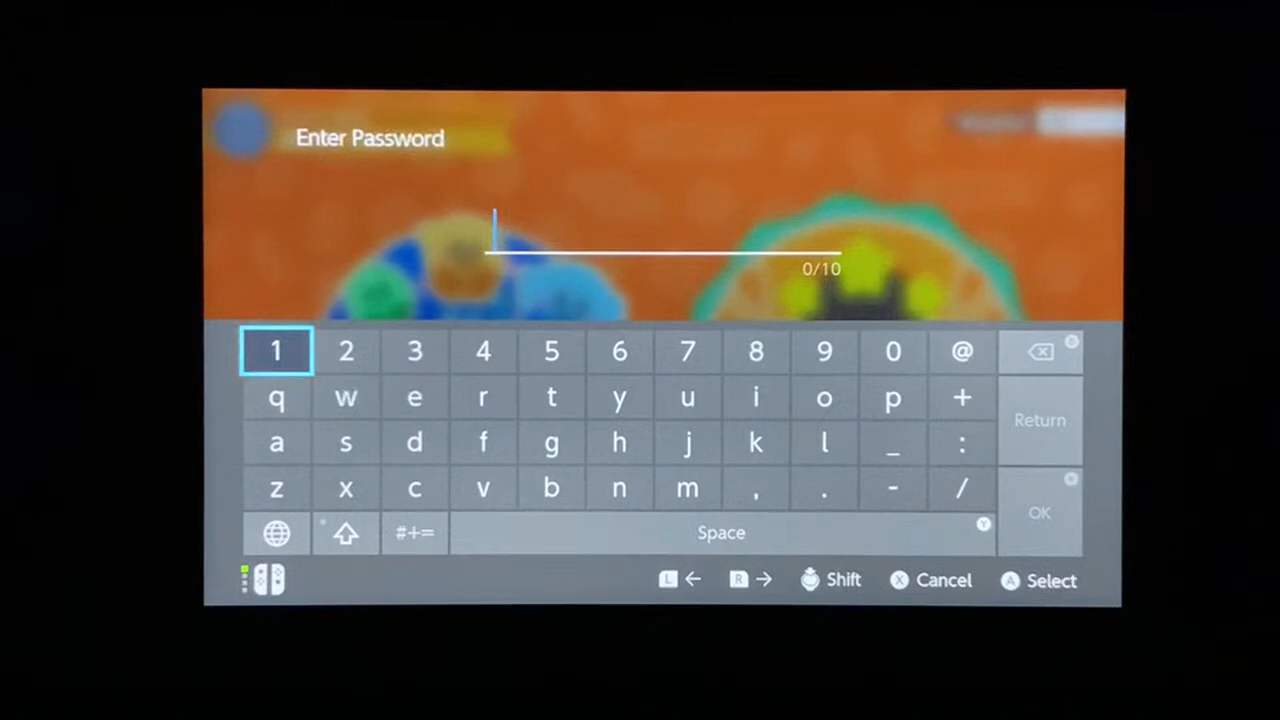 Enter Password
0/10
1 2 3 4 5 6 7 8 9 0 @
q w e r t y u i o p +
Return
a s d f g h j k l _ :
z x c v b n m , . - /
OK
#+= Space Y
L ← R → Shift X Cancel A Select